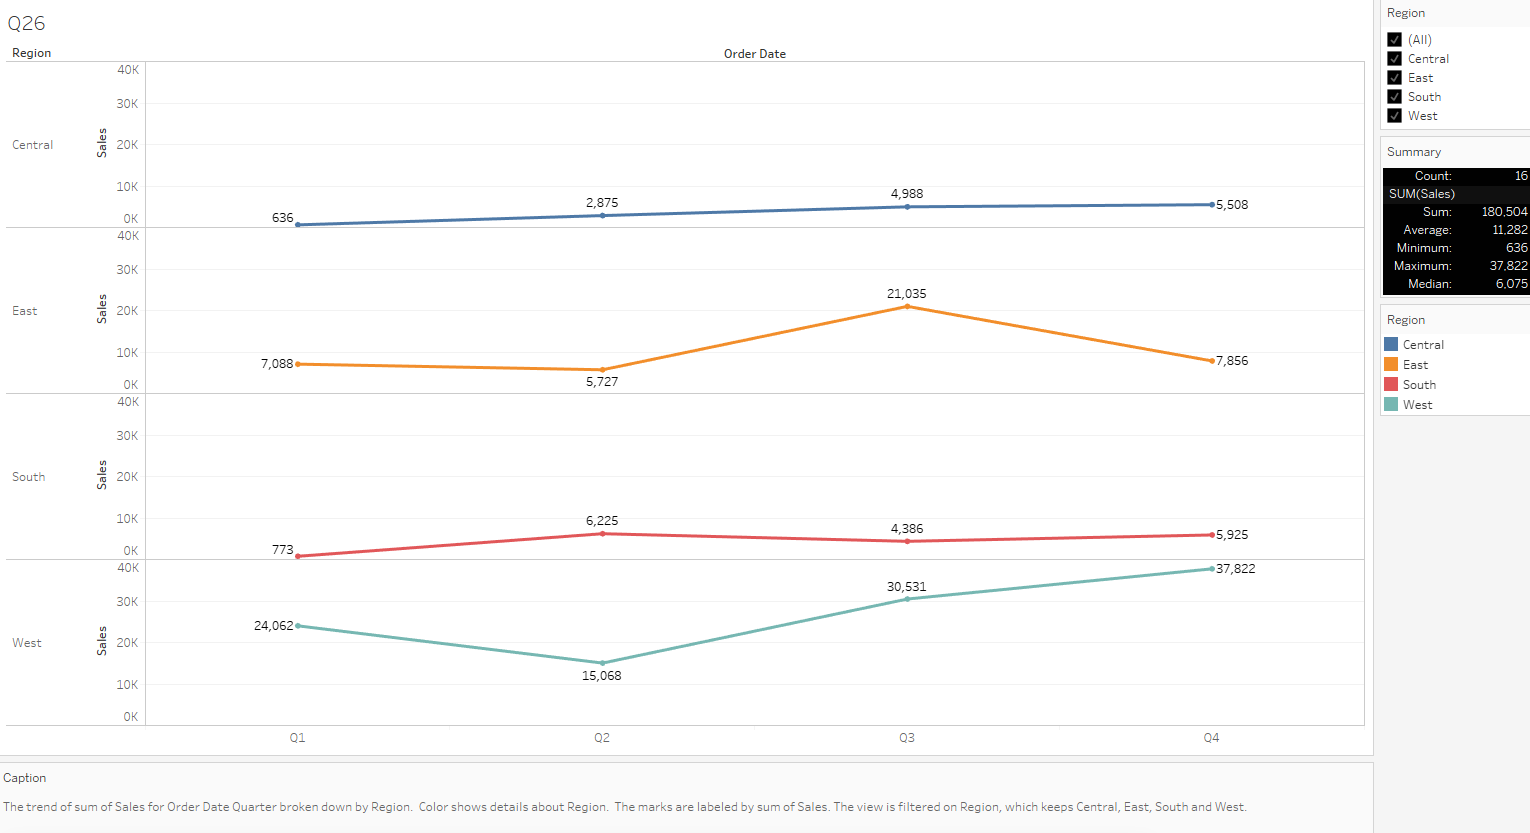 Q26
Region
Order Date
Central
Sales
40K
30K
20K
10K
0K
636
2,875
4,988
5,508
East
Sales
40K
30K
20K
10K
0K
7,088
5,727
21,035
7,856
South
Sales
40K
30K
20K
10K
0K
773
6,225
4,386
5,925
West
Sales
40K
30K
20K
10K
0K
24,062
15,068
30,531
37,822
Q1 Q2 Q3 Q4
Caption
The trend of sum of Sales for Order Date Quarter broken down by Region. Color shows details about Region. The marks are labeled by sum of Sales. The view is filtered on Region, which keeps Central, East, South and West.
Region
(All)
Central
East
South
West
Summary
Count: 16
SUM(Sales)
Sum: 180,504
Average: 11,282
Minimum: 636
Maximum: 37,822
Median: 6,075
Region
Central
East
South
West